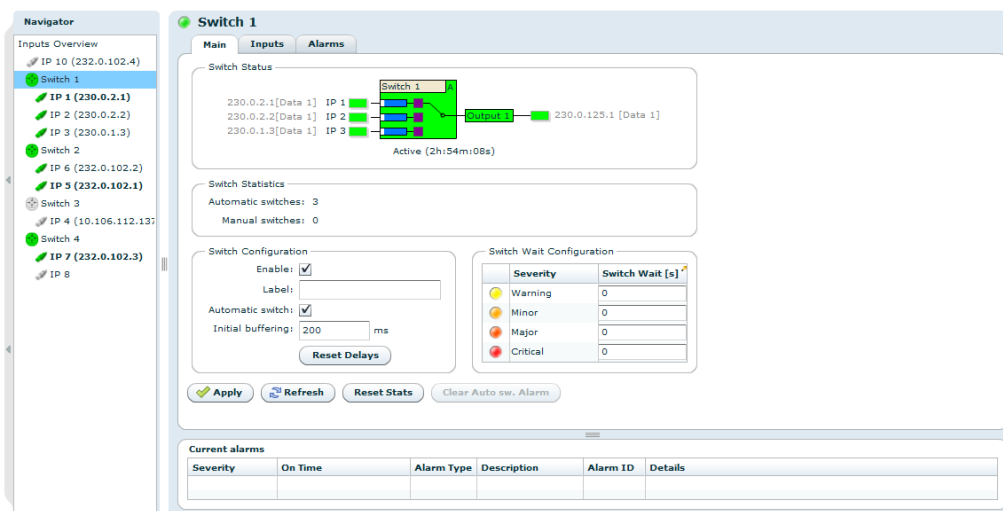 Navigator
Inputs Overview
IP 10 (232.0.102.4)
Switch 1
IP 1 (230.0.2.1)
IP 2 (230.0.2.2)
IP 3 (230.0.1.3)
Switch 2
IP 6 (232.0.102.2)
IP 5 (232.0.102.1)
Switch 3
IP 4 (10.106.112.137
Switch 4
IP 7 (232.0.102.3)
IP 8
Switch 1
Main Inputs Alarms
Switch Status
Switch 1 A
230.0.2.1[Data 1] IP 1
230.0.2.2[Data 1] IP 2 Output 1 230.0.125.1 [Data 1]
230.0.1.3[Data 1] IP 3
Active (2h:54m:08s)
Switch Statistics
Automatic switches: 3
Manual switches: 0
Switch Configuration
Enable:
Label:
Automatic switch:
Initial buffering: 200 ms
Reset Delays
Switch Wait Configuration
Severity Switch Wait [s]
Warning 0
Minor 0
Major 0
Critical 0
Apply Refresh Reset Stats Clear Auto sw. Alarm
Current alarms
Severity On Time Alarm Type Description Alarm ID Details